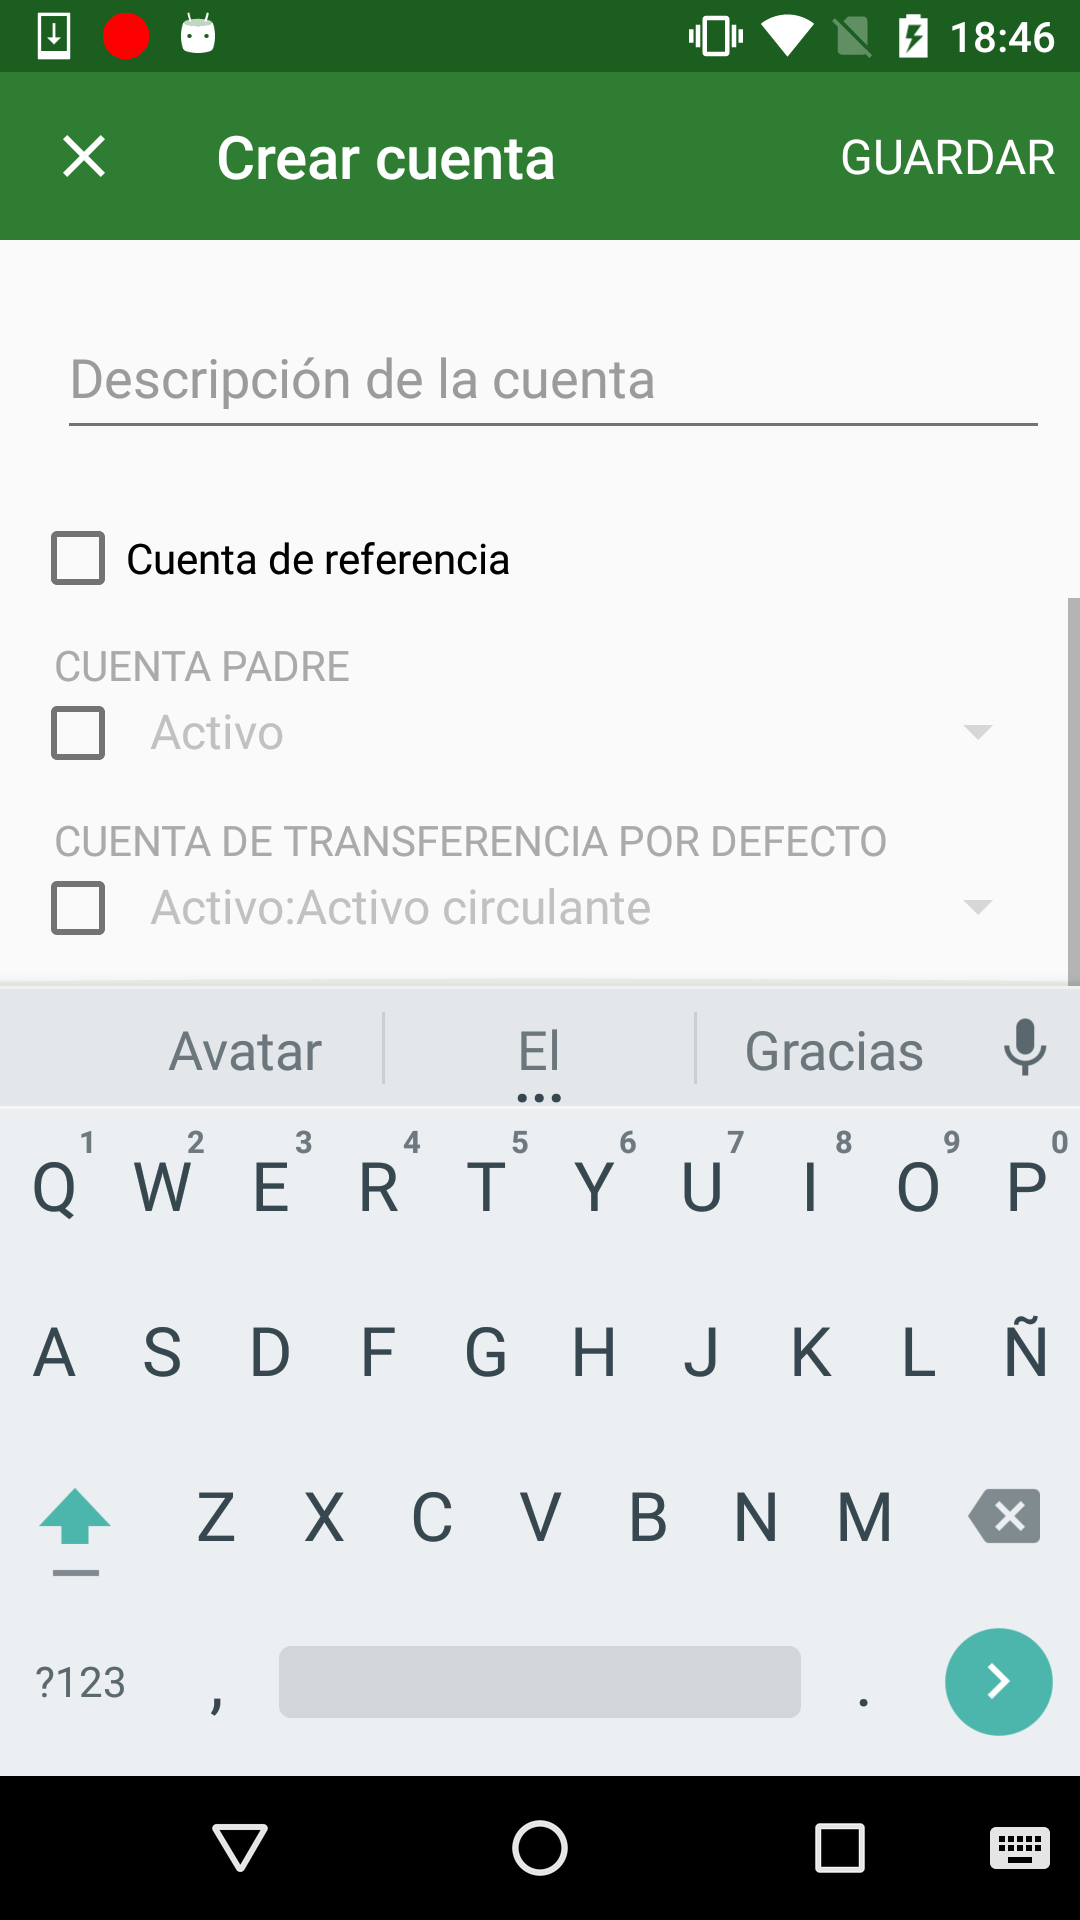 18:46
Crear cuenta
GUARDAR
Descripción de la cuenta
Cuenta de referencia
CUENTA PADRE
Activo
CUENTA DE TRANSFERENCIA POR DEFECTO
Activo:Activo circulante
Avatar El Gracias
1 2 3 4 5 6 7 8 9 0
Q W E R T Y U I O P
A S D F G H J K L Ñ
Z X C V B N M
?123 , .